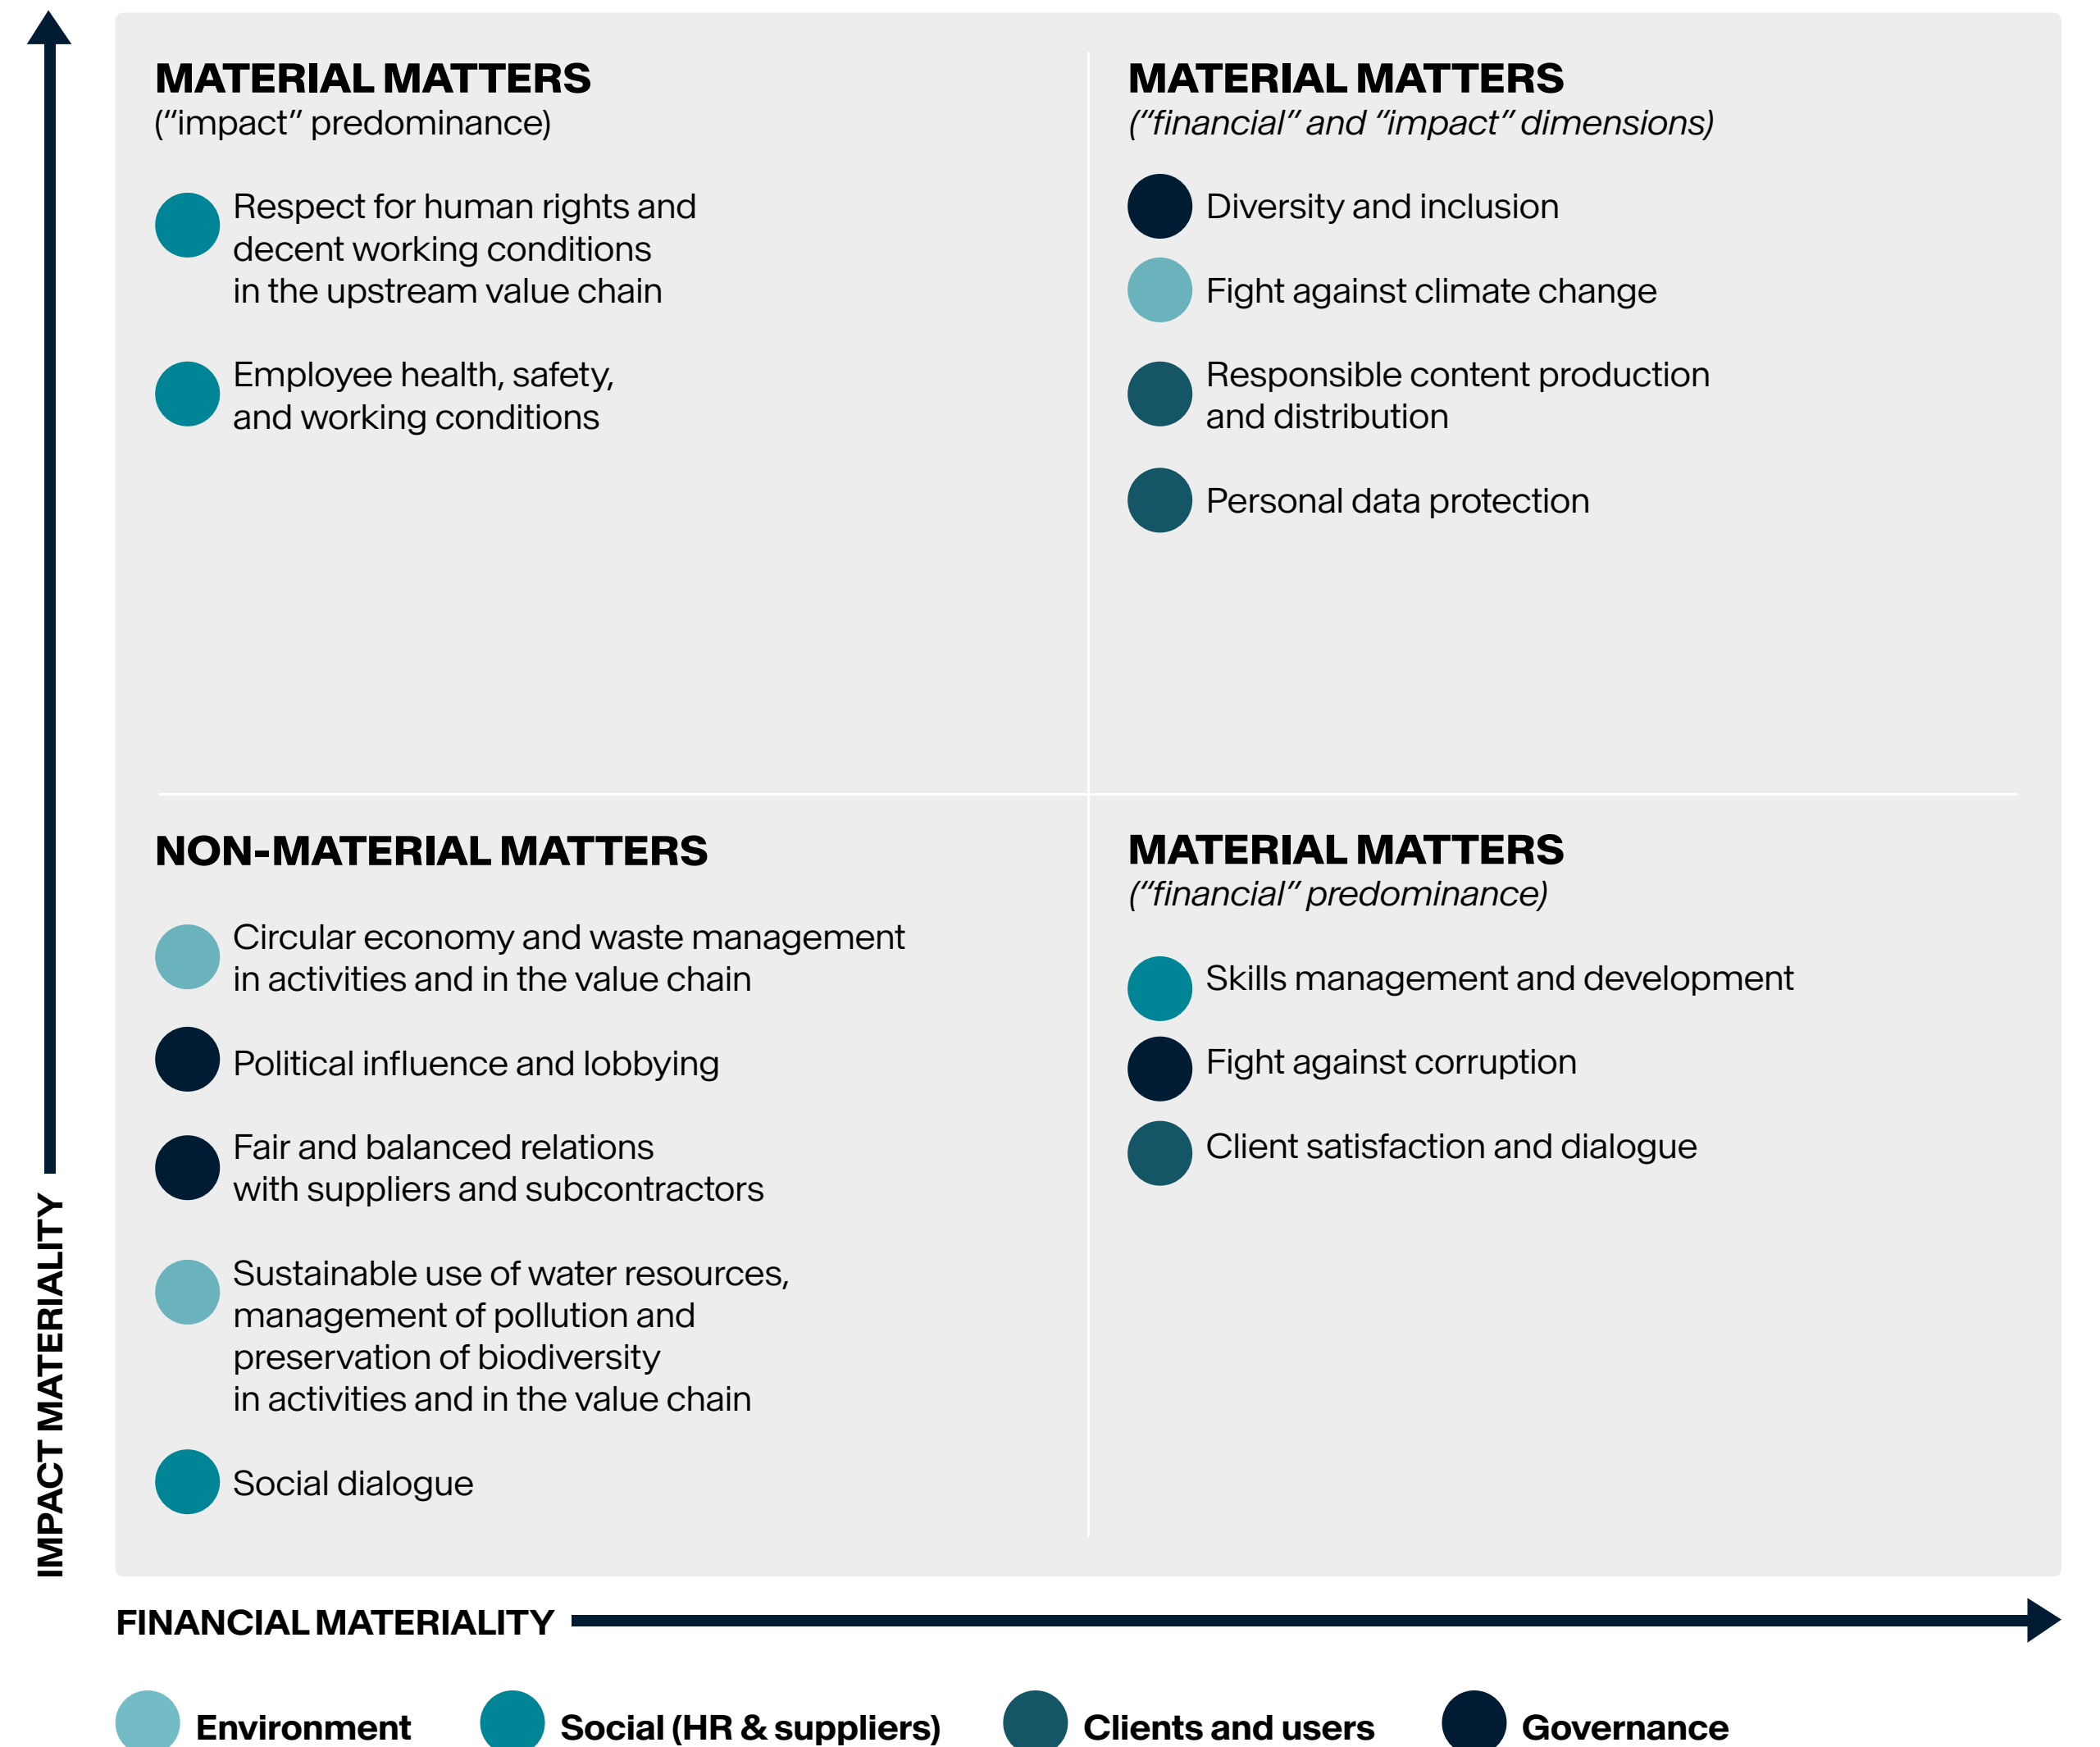 MATERIAL MATTERS
(“impact” predominance)
Respect for human rights and
decent working conditions
in the upstream value chain
Employee health, safety,
and working conditions
MATERIAL MATTERS
(“financial” and “impact” dimensions)
Diversity and inclusion
Fight against climate change
Responsible content production
and distribution
Personal data protection
NON-MATERIAL MATTERS
Circular economy and waste management
in activities and in the value chain
Political influence and lobbying
Fair and balanced relations
with suppliers and subcontractors
Sustainable use of water resources,
management of pollution and
preservation of biodiversity
in activities and in the value chain
Social dialogue
MATERIAL MATTERS
(“financial” predominance)
Skills management and development
Fight against corruption
Client satisfaction and dialogue
IMPACT MATERIALITY
FINANCIAL MATERIALITY
Environment
Social (HR & suppliers)
Clients and users
Governance